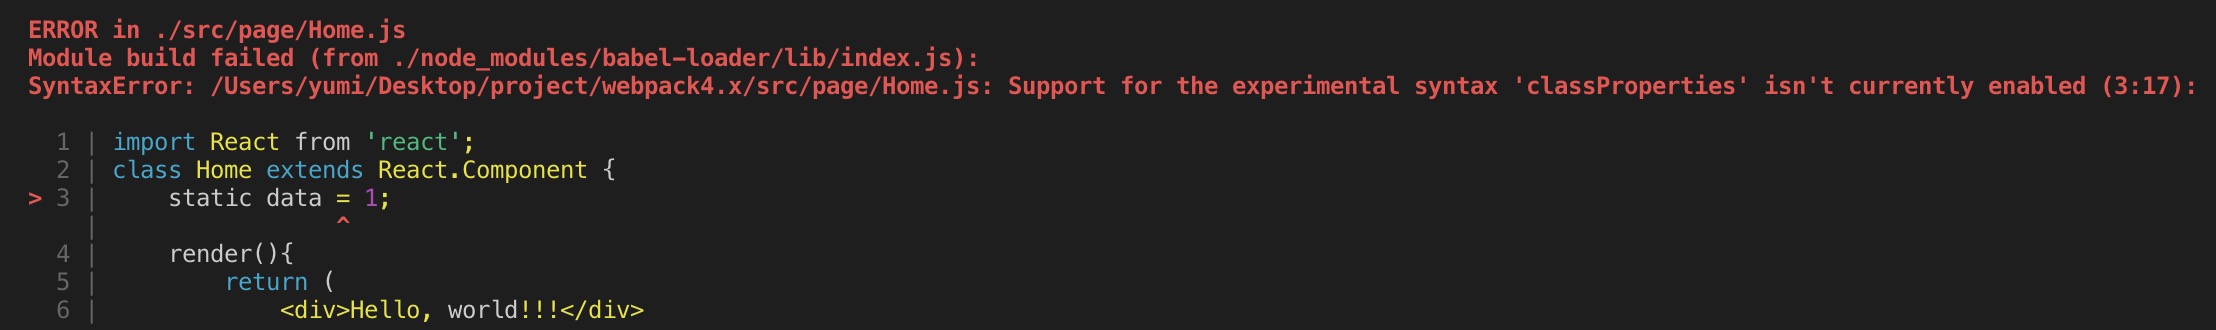 ERROR in ./src/page/Home.js
Module build failed (from ./node_modules/babel-loader/lib/index.js):
SyntaxError: /Users/yumi/Desktop/project/webpack4.x/src/page/Home.js: Support for the experimental syntax 'classProperties' isn't currently enabled (3:17):
1 | import React from 'react';
2 | class Home extends React.Component {
> 3 |     static data = 1;
|                 ^
4 |     render(){
5 |         return (
6 |             <div>Hello, world!!!</div>